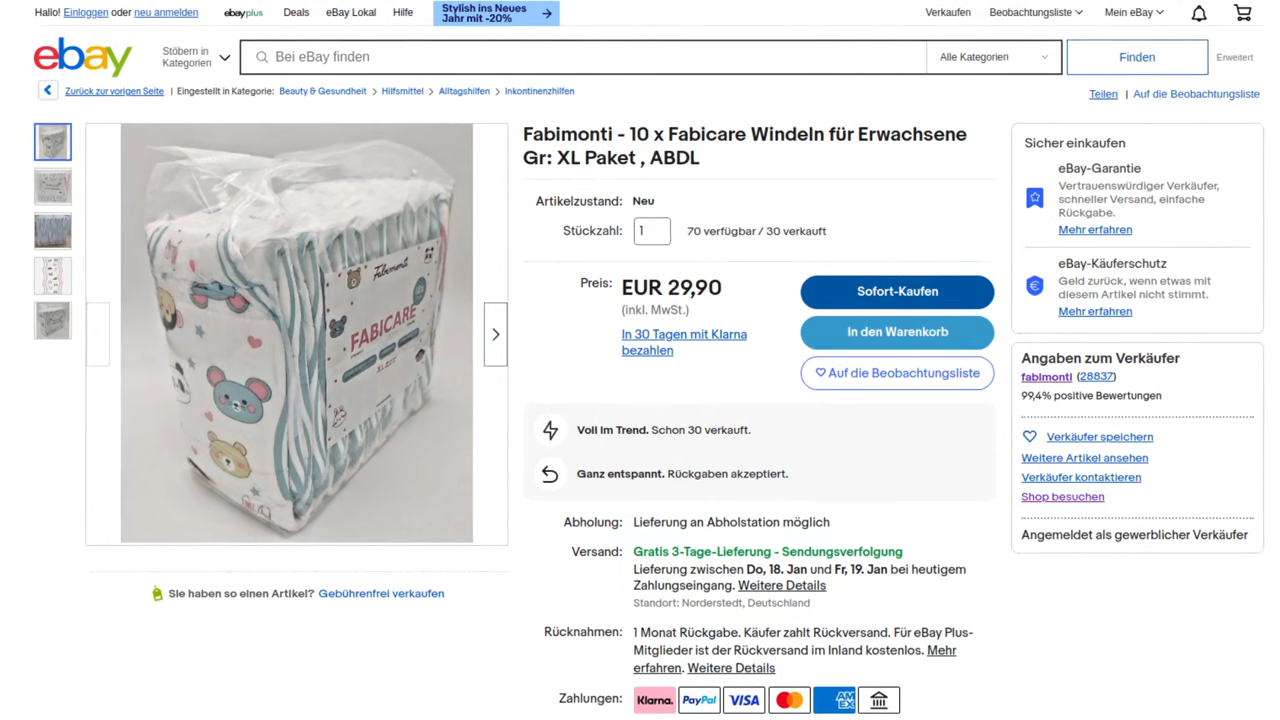 Hallo! Einloggen oder neu anmelden
ebayplus
Deals
eBay Lokal
Hilfe
Stylish ins Neues
Jahr mit -20%
Verkaufen
Beobachtungsliste
Mein eBay
ebay
Stöbern in
Kategorien
Bei eBay finden
Alle Kategorien
Finden
Erweitert
Zurück zur vorigen Seite | Eingestellt in Kategorie: Beauty & Gesundheit > Hilfsmittel > Alltagshilfen > Inkontinenzhilfen
Teilen | Auf die Beobachtungsliste
Fabimonti
FABICARE
Sie haben so einen Artikel? Gebührenfrei verkaufen
Fabimonti - 10 x Fabicare Windeln für Erwachsene
Gr: XL Paket , ABDL
Artikelzustand: Neu
Stückzahl: 1 70 verfügbar / 30 verkauft
Preis: EUR 29,90
(inkl. MwSt.)
In 30 Tagen mit Klarna
bezahlen
Sofort-Kaufen
In den Warenkorb
Auf die Beobachtungsliste
Voll im Trend. Schon 30 verkauft.
Ganz entspannt. Rückgaben akzeptiert.
Abholung: Lieferung an Abholstation möglich
Versand: Gratis 3-Tage-Lieferung - Sendungsverfolgung
Lieferung zwischen Do, 18. Jan und Fr, 19. Jan bei heutigem
Zahlungseingang. Weitere Details
Standort: Norderstedt, Deutschland
Rücknahmen: 1 Monat Rückgabe. Käufer zahlt Rückversand. Für eBay Plus-
Mitglieder ist der Rückversand im Inland kostenlos. Mehr
erfahren. Weitere Details
Zahlungen: Klarna. PayPal VISA AM EX
Sicher einkaufen
eBay-Garantie
Vertrauenswürdiger Verkäufer,
schneller Versand, einfache
Rückgabe.
Mehr erfahren
eBay-Käuferschutz
Geld zurück, wenn etwas mit
diesem Artikel nicht stimmt.
Mehr erfahren
Angaben zum Verkäufer
fabimonti (28837)
99,4% positive Bewertungen
Verkäufer speichern
Weitere Artikel ansehen
Verkäufer kontaktieren
Shop besuchen
Angemeldet als gewerblicher Verkäufer